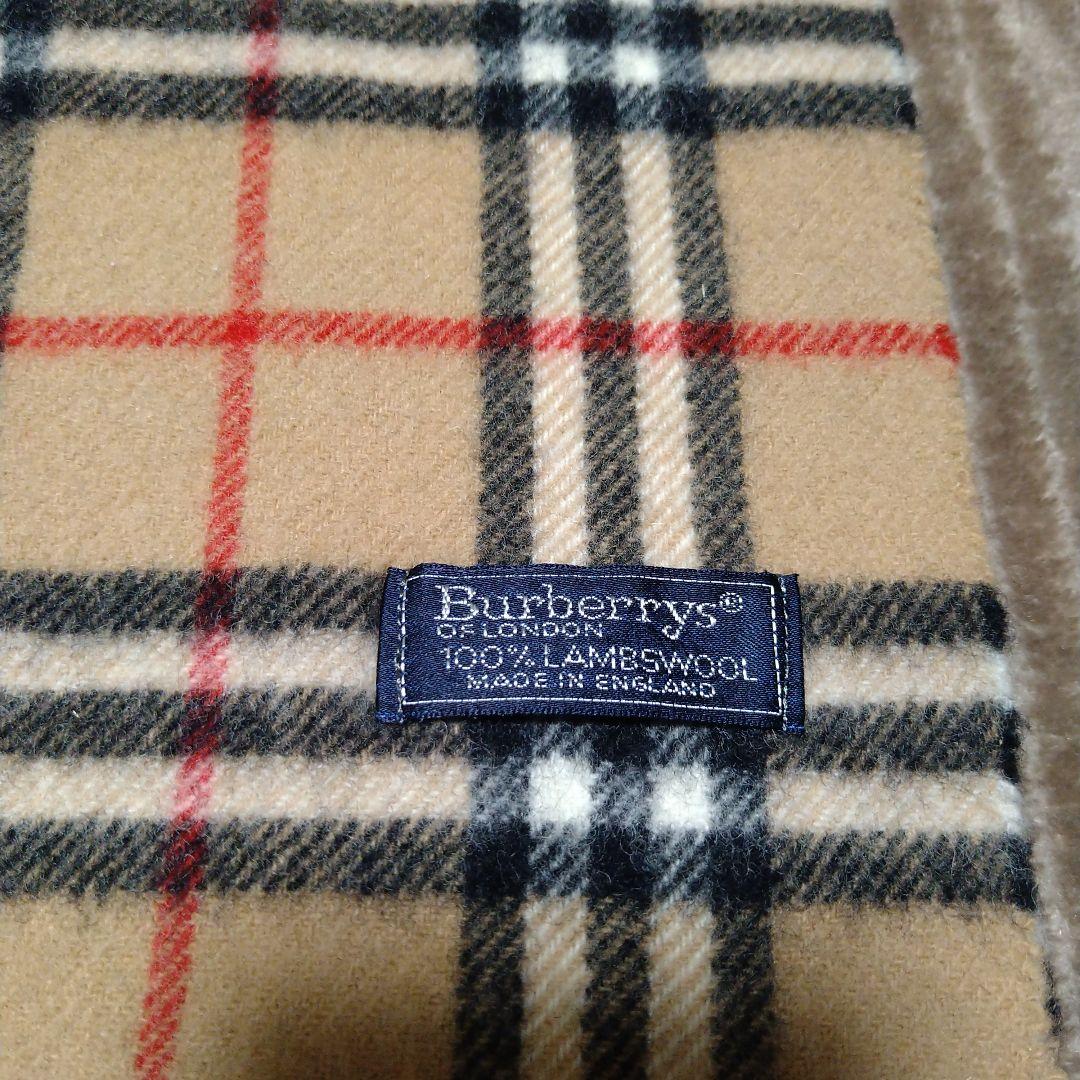 Burberrys®
OF LONDON
100% LAMBSWOOL
MADE IN ENGLAND